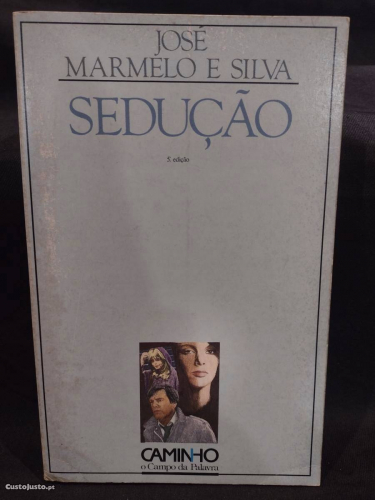 JOSÉ
MARMELO E SILVA
SEDUÇÃO
5.ª edição
CAMINHO
o Campo da Palavra
CustoJusto.pt